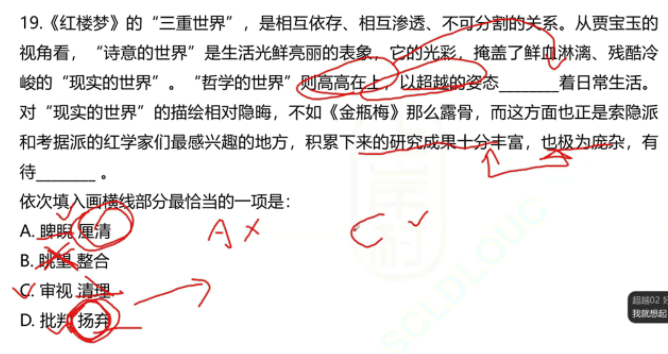 19.《红楼梦》的“三重世界”，是相互依存、相互渗透、不可分割的关系。从贾宝玉的
视角看，“诗意的世界”是生活光鲜亮丽的表象，它的光彩，掩盖了鲜血淋漓、残酷冷
峻的“现实的世界”。“哲学的世界”则高高在上，以超越的姿态________着日常生活。
对“现实的世界”的描绘相对隐晦，不如《金瓶梅》那么露骨，而这方面也正是索隐派
和考据派的红学家们最感兴趣的地方，积累下来的研究成果十分丰富，也极为庞杂，有
待________。
依次填入画横线部分最恰当的一项是：
A. 睥睨 厘清
A × C ✓
B. 眺望 整合
C. 审视 清理
D. 批判 扬弃
超越02 好
我就想起
SCLDLOUC